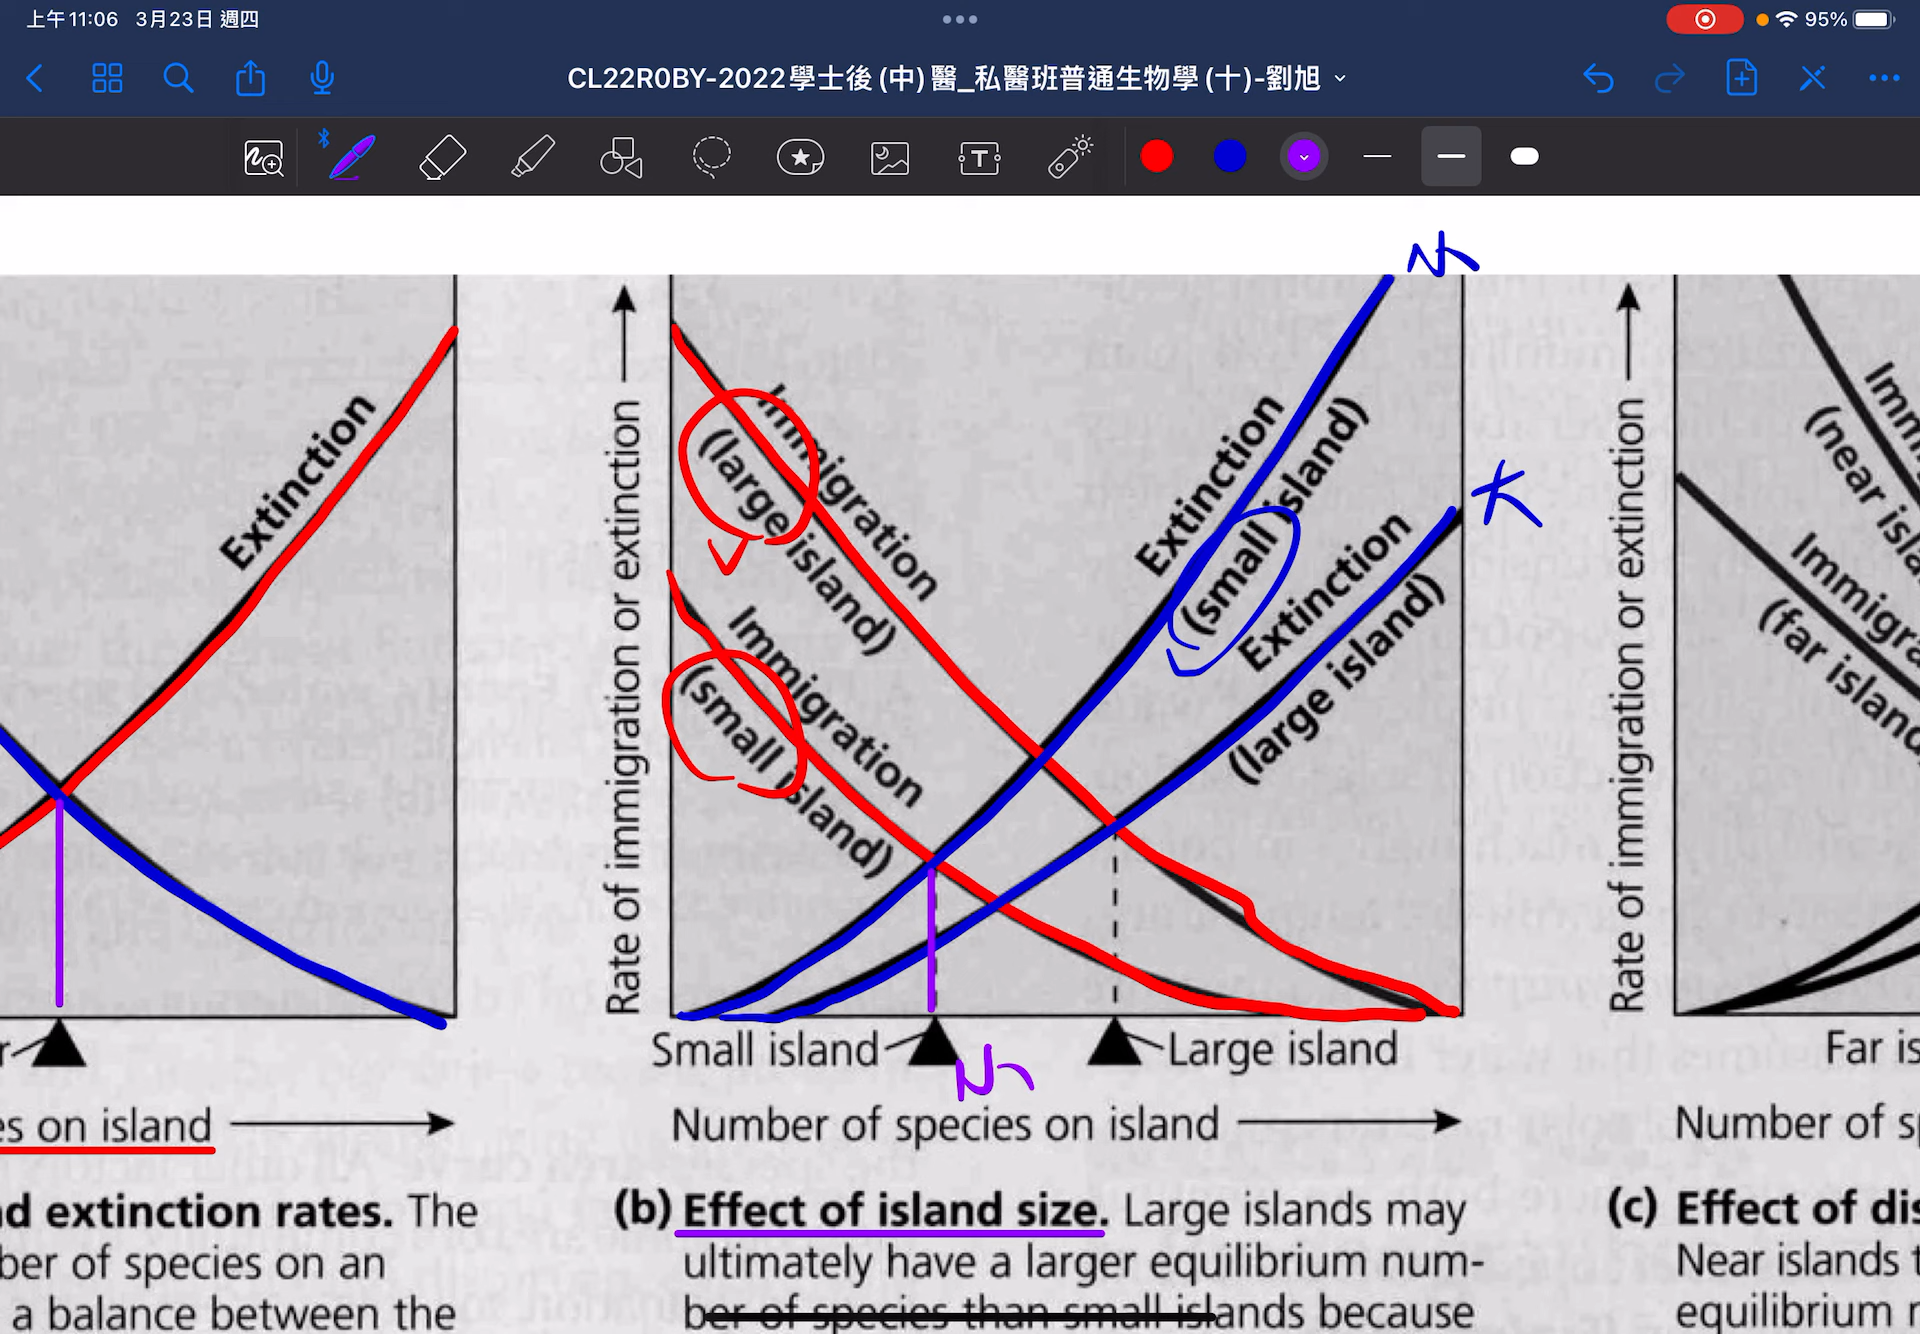 上午11:06 3月23日 週四
95%
CL22R0BY-2022學士後(中)醫_私醫班普通生物學(十)-劉旭
T
小
大
Extinction
Rate of immigration or extinction
Immigration
(large island)
Immigration
(small island)
Extinction
(small island)
Extinction
(large island)
Rate of immigration or extinction
Imm
(near isla
Immigra
(far island
r
Small island
Large island
Far is
小
es on island
Number of species on island
Number of sp
d extinction rates. The
ber of species on an
a balance between the
(b) Effect of island size. Large islands may
ultimately have a larger equilibrium num-
ber of species than small islands because
(c) Effect of dis
Near islands t
equilibrium r